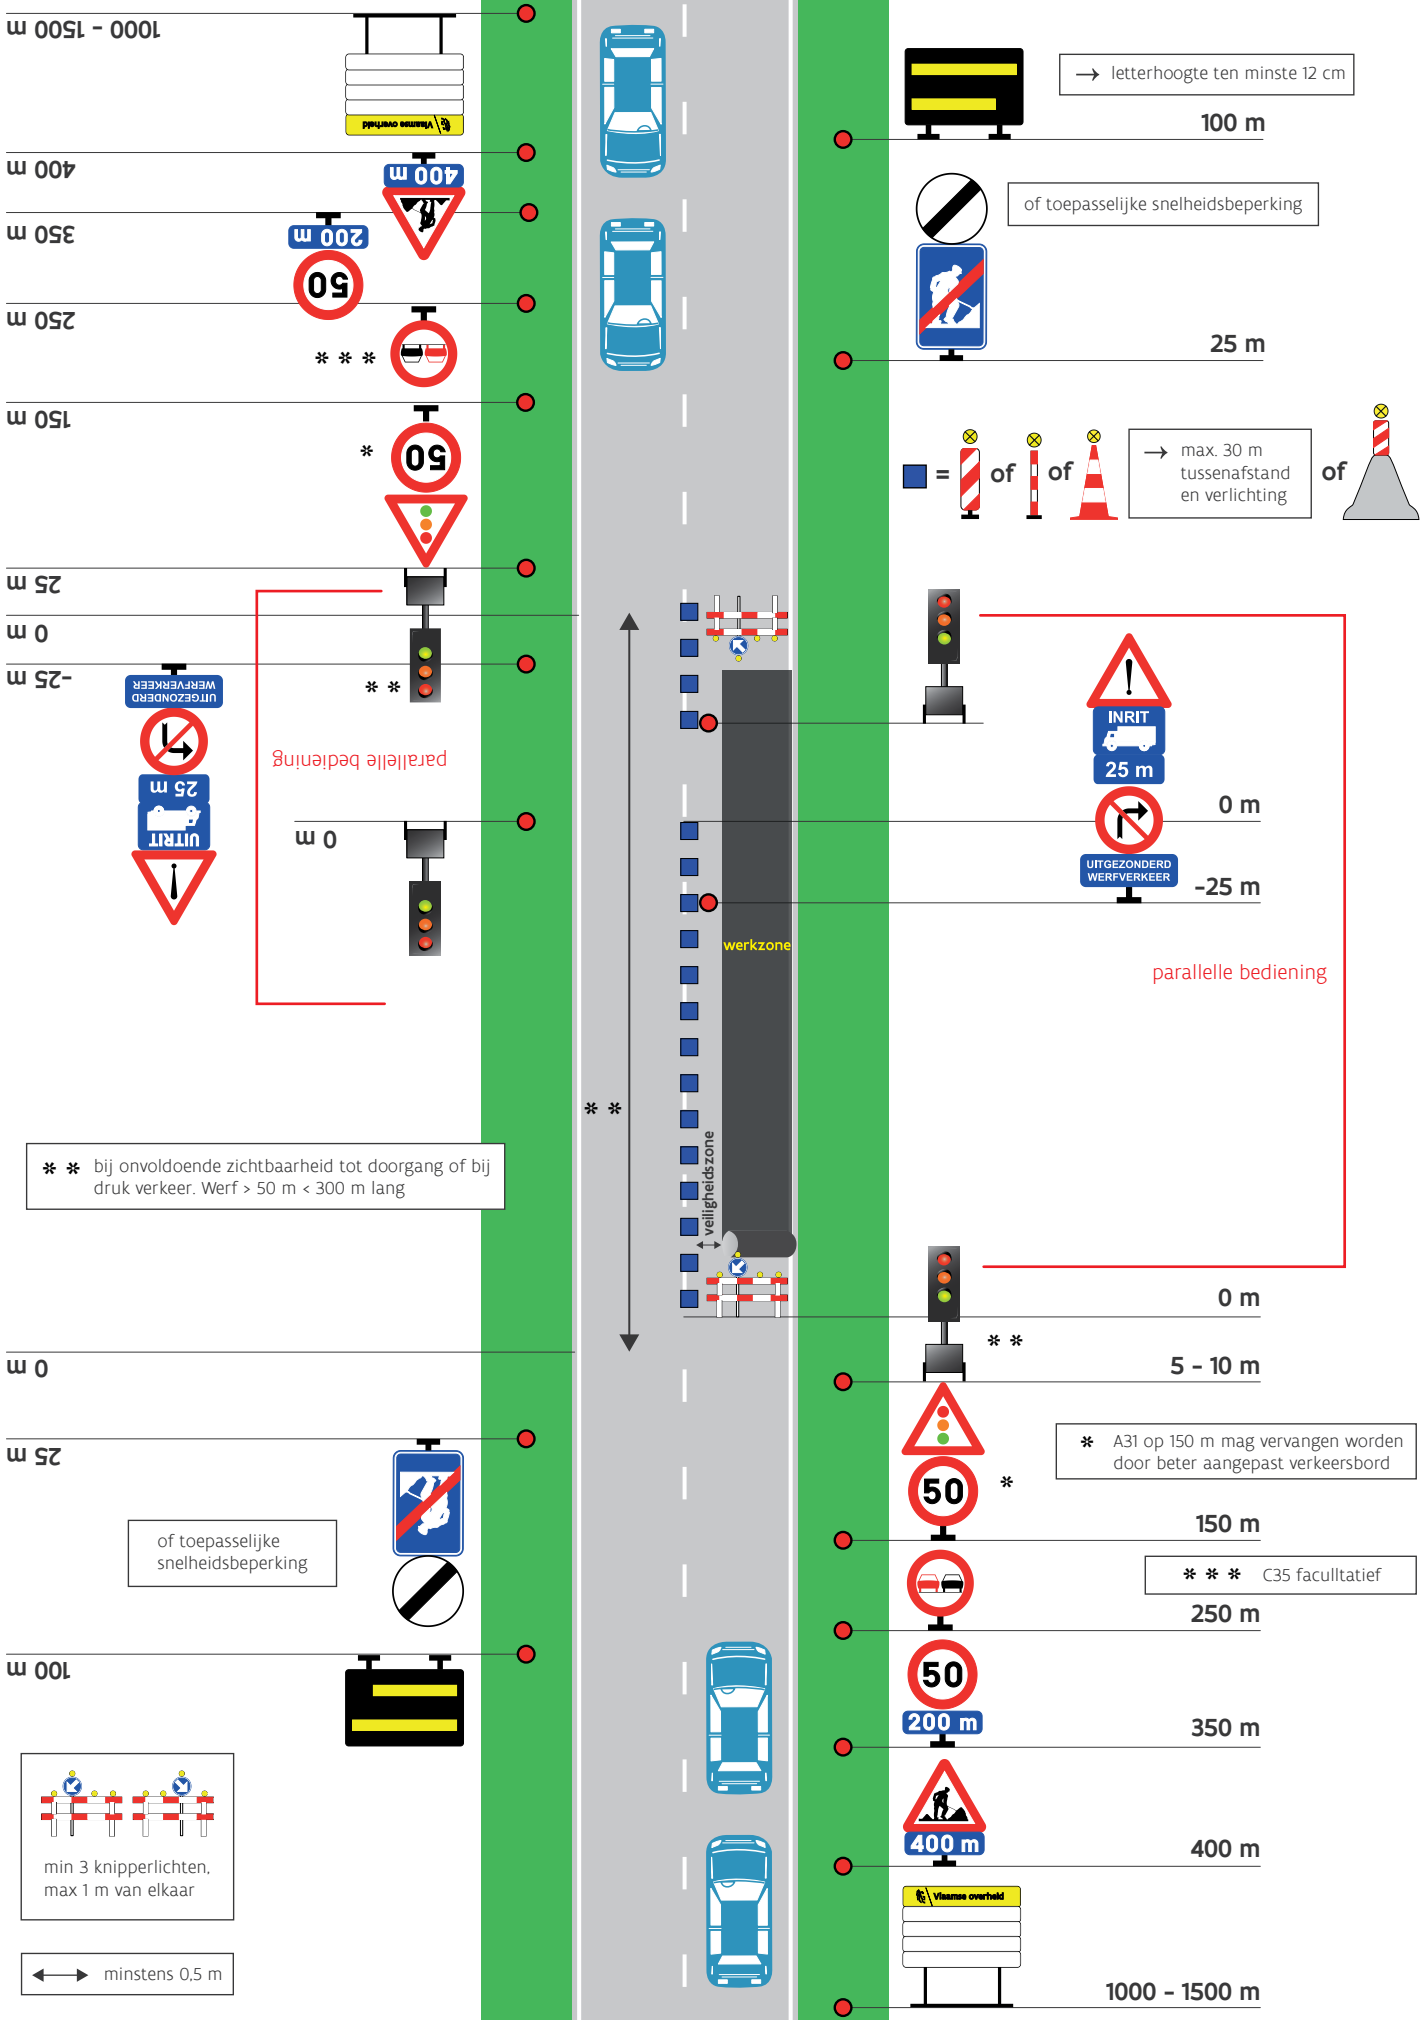 1000 - 1500 m
Vlaamse overheid
400 m
400 m
350 m
200 m
50
250 m
* * *
150 m
*
50
25 m
0 m
-25 m
* *
UITGEZONDERD
WERFVERKEER
25 m
UITRIT
parallelle bediening
0 m
* * bij onvoldoende zichtbaarheid tot doorgang of bij
druk verkeer. Werf > 50 m < 300 m lang
0 m
25 m
of toepasselijke
snelheidsbeperking
100 m
min 3 knipperlichten,
max 1 m van elkaar
minstens 0,5 m
* *
werkzone
veiligheidszone
→ letterhoogte ten minste 12 cm
100 m
of toepasselijke snelheidsbeperking
25 m
= of of
→ max. 30 m
tussenafstand
en verlichting
of
INRIT
25 m
0 m
UITGEZONDERD
WERFVERKEER
-25 m
parallelle bediening
0 m
* *
5 - 10 m
* A31 op 150 m mag vervangen worden
door beter aangepast verkeersbord
50
*
150 m
* * * C35 faculltatief
250 m
50
200 m
350 m
400 m
400 m
Vlaamse overheid
1000 - 1500 m